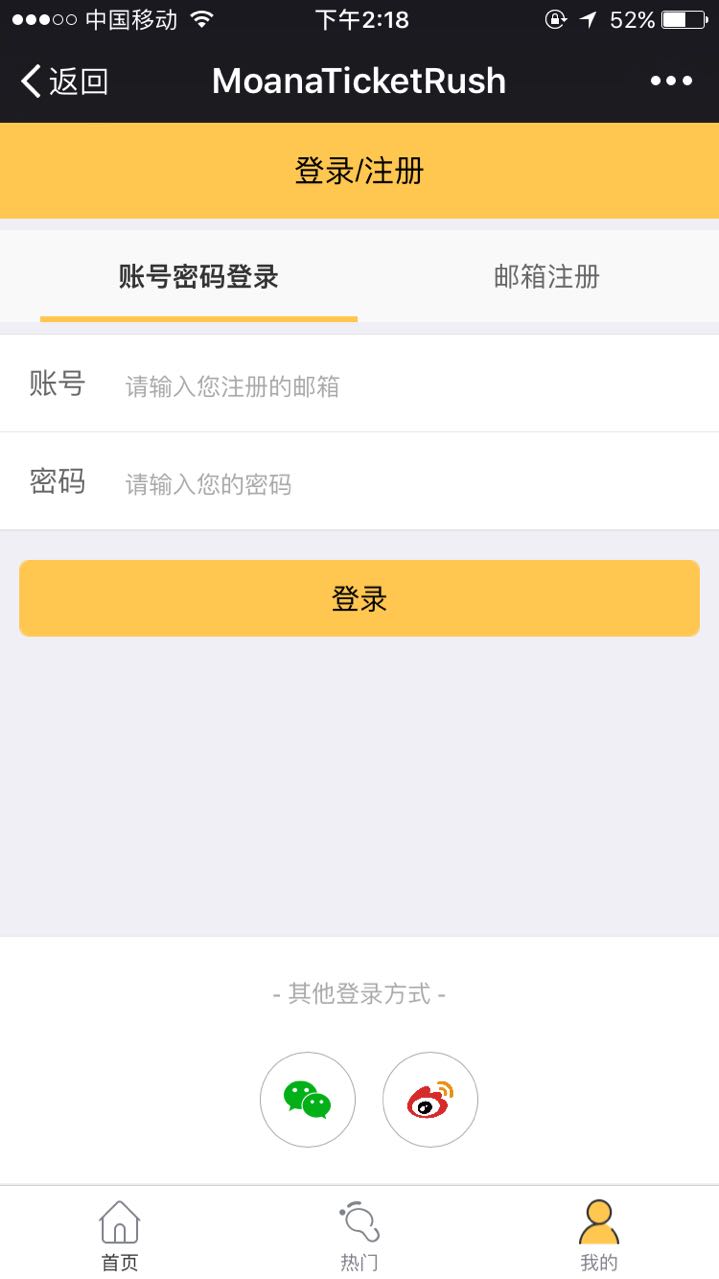 中国移动 下午2:18 52%
返回 MoanaTicketRush
登录/注册
账号密码登录 邮箱注册
账号 请输入您注册的邮箱
密码 请输入您的密码
登录
- 其他登录方式 -
首页 热门 我的